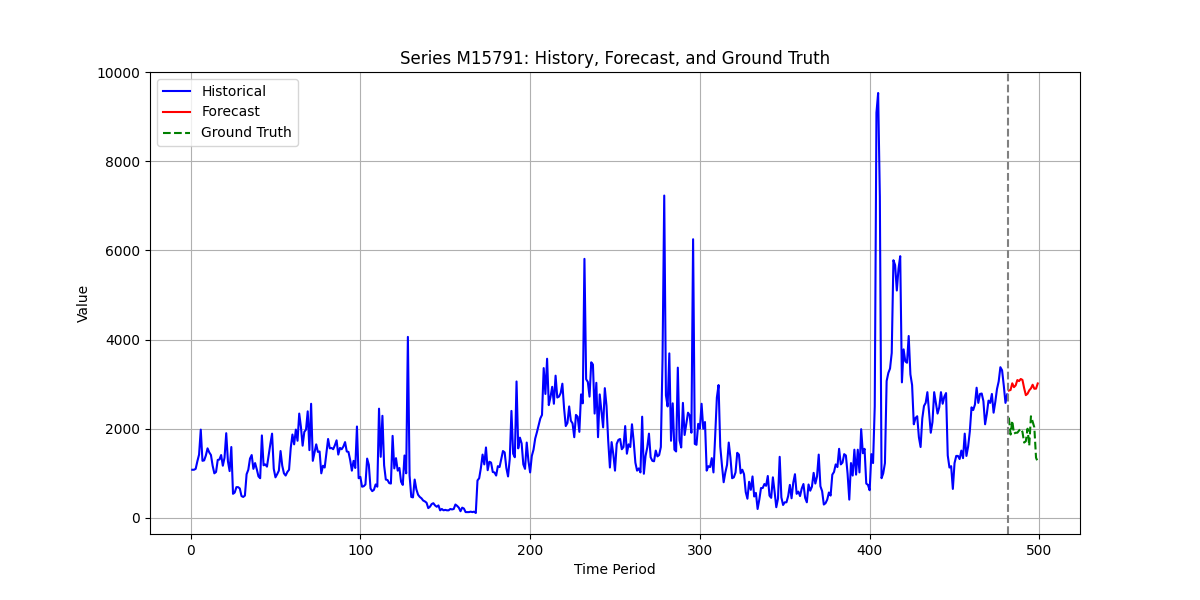 Series M15791: History, Forecast, and Ground Truth
10000
8000
6000
4000
2000
0
Value
Historical
Forecast
Ground Truth
0
100
200
300
400
500
Time Period